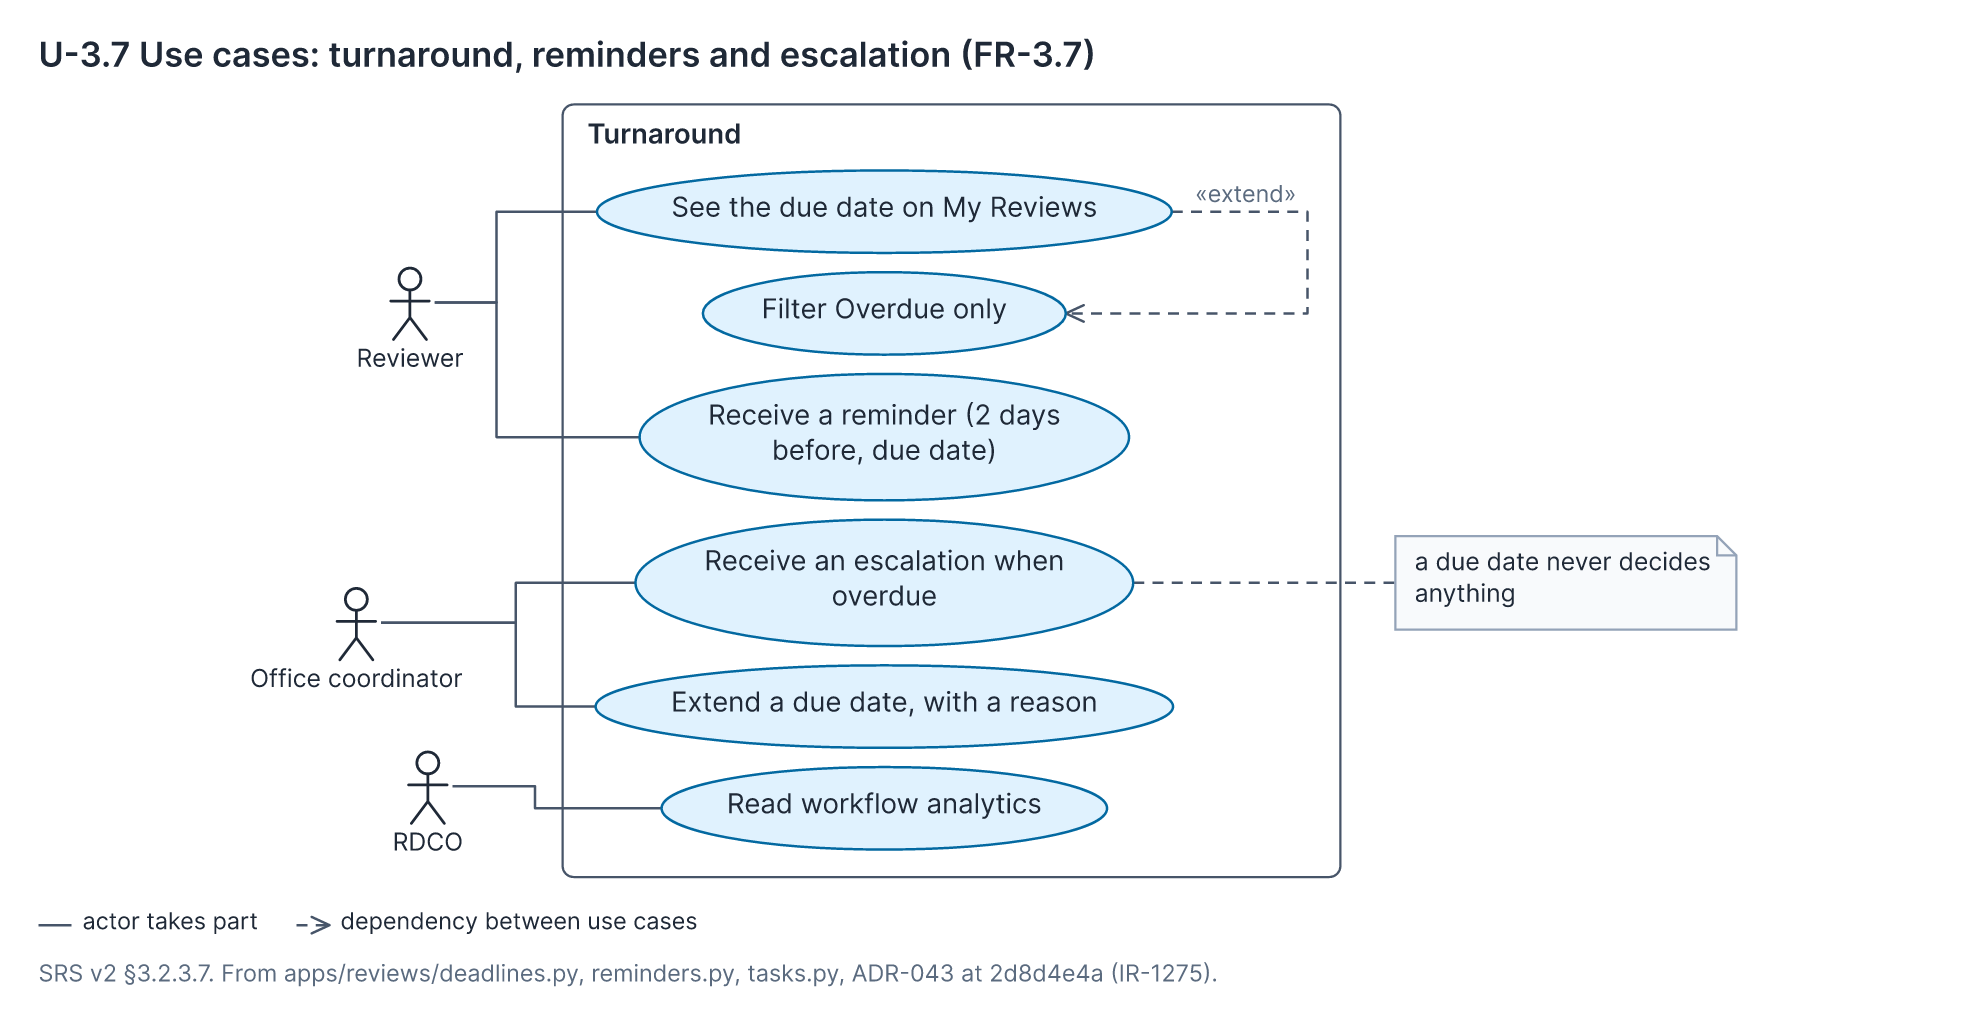 U-3.7 Use cases: turnaround, reminders and escalation (FR-3.7)
Turnaround
See the due date on My Reviews
«extend»
Filter Overdue only
Reviewer
Receive a reminder (2 days
before, due date)
Receive an escalation when
overdue
a due date never decides
anything
Office coordinator
Extend a due date, with a reason
Read workflow analytics
RDCO
actor takes part
dependency between use cases
SRS v2 §3.2.3.7. From apps/reviews/deadlines.py, reminders.py, tasks.py, ADR-043 at 2d8d4e4a (IR-1275).